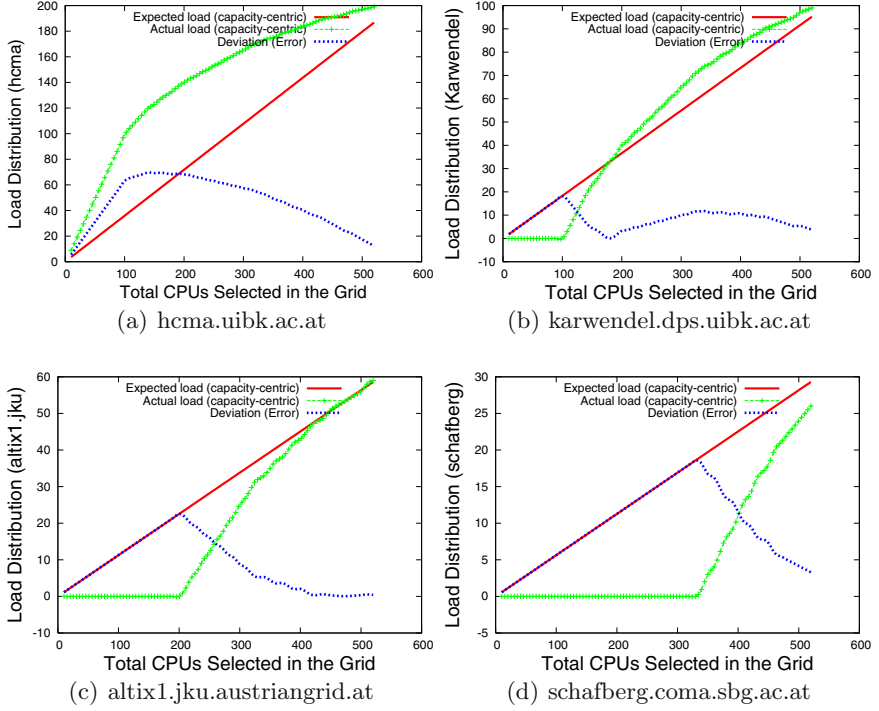 Load Distribution (hcma)
200
180
160
140
120
100
80
60
40
20
0
Expected load (capacity-centric)
Actual load (capacity-centric)
Deviation (Error)
0 100 200 300 400 500 600
Total CPUs Selected in the Grid
(a) hcma.uibk.ac.at
Load Distribution (Karwendel)
100
90
80
70
60
50
40
30
20
10
0
-10
Expected load (capacity-centric)
Actual load (capacity-centric)
Deviation (Error)
0 100 200 300 400 500 600
Total CPUs Selected in the Grid
(b) karwendel.dps.uibk.ac.at
Load Distribution (altix1.jku)
60
50
40
30
20
10
0
-10
Expected load (capacity-centric)
Actual load (capacity-centric)
Deviation (Error)
0 100 200 300 400 500 600
Total CPUs Selected in the Grid
(c) altix1.jku.austriangrid.at
Load Distribution (schafberg)
30
25
20
15
10
5
0
-5
Expected load (capacity-centric)
Actual load (capacity-centric)
Deviation (Error)
0 100 200 300 400 500 600
Total CPUs Selected in the Grid
(d) schafberg.coma.sbg.ac.at